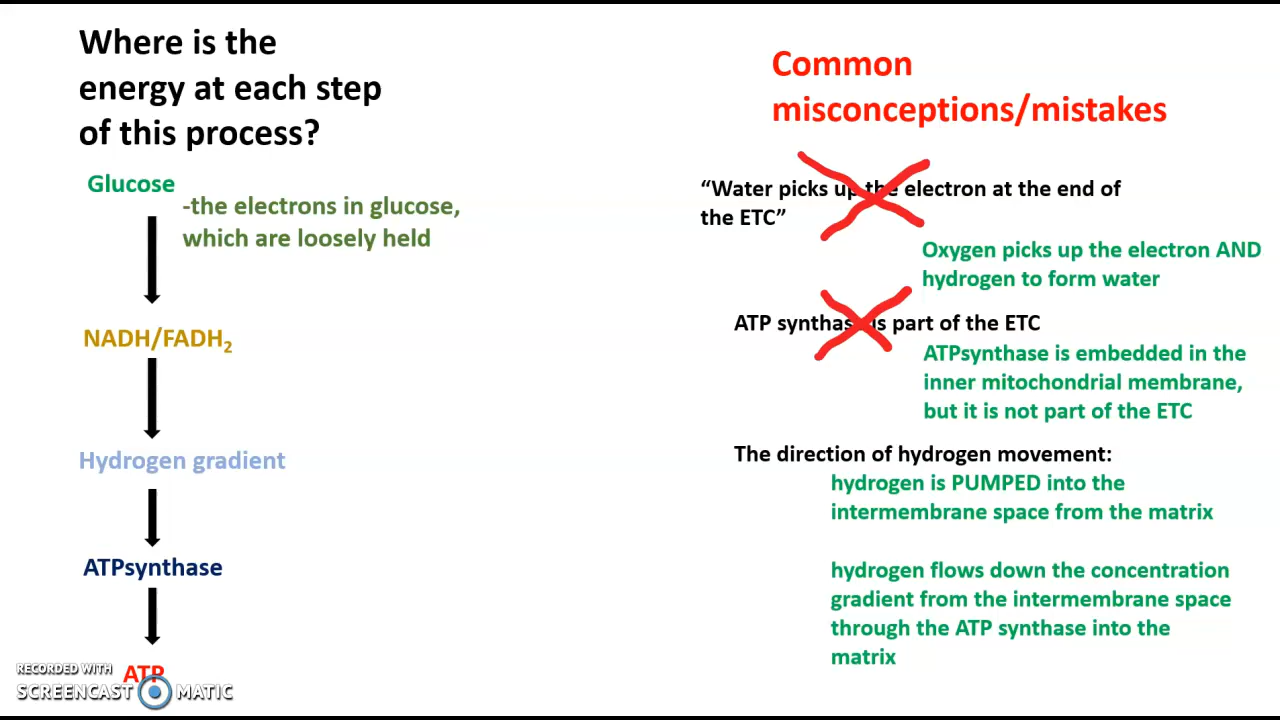 Where is the
energy at each step
of this process?
Glucose
-the electrons in glucose,
which are loosely held
NADH/FADH₂
Hydrogen gradient
ATPsynthase
ATP
RECORDED WITH
SCREENCAST MATIC
Common
misconceptions/mistakes
“Water picks up the electron at the end of
the ETC”
Oxygen picks up the electron AND
hydrogen to form water
ATP synthase is part of the ETC
ATPsynthase is embedded in the
inner mitochondrial membrane,
but it is not part of the ETC
The direction of hydrogen movement:
hydrogen is PUMPED into the
intermembrane space from the matrix
hydrogen flows down the concentration
gradient from the intermembrane space
through the ATP synthase into the
matrix